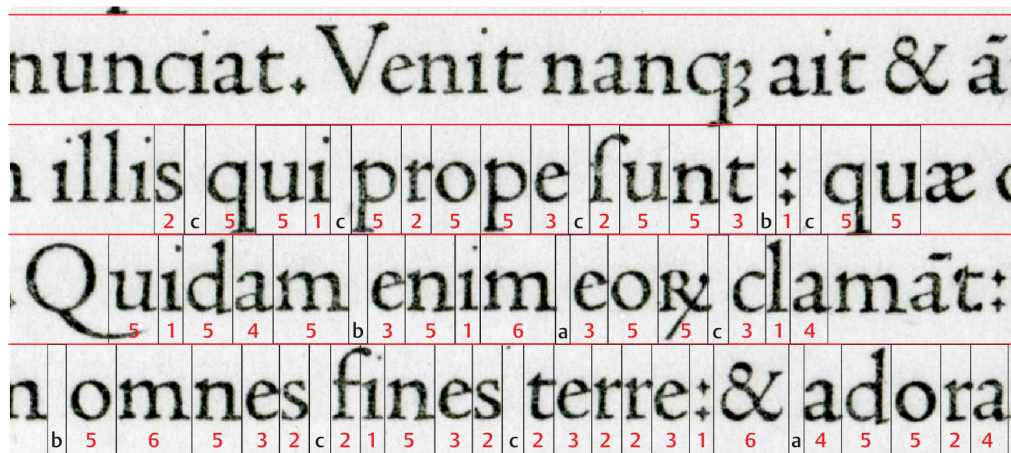 nunciat. Venit nanqꝫ ait & ā
illis qui prope ſunt : quæ
2 c 5 5 1 c 5 2 5 5 3 c 2 5 5 3 b 1 c 5 5
Quidam enim eoꝝ clamāt:
5 1 5 4 5 b 3 5 1 6 a 3 5 5 c 3 1 4
n omnes fines terre:& adora
b 5 6 5 3 2 c 2 1 5 3 2 c 2 3 2 2 3 1 6 a 4 5 5 2 4